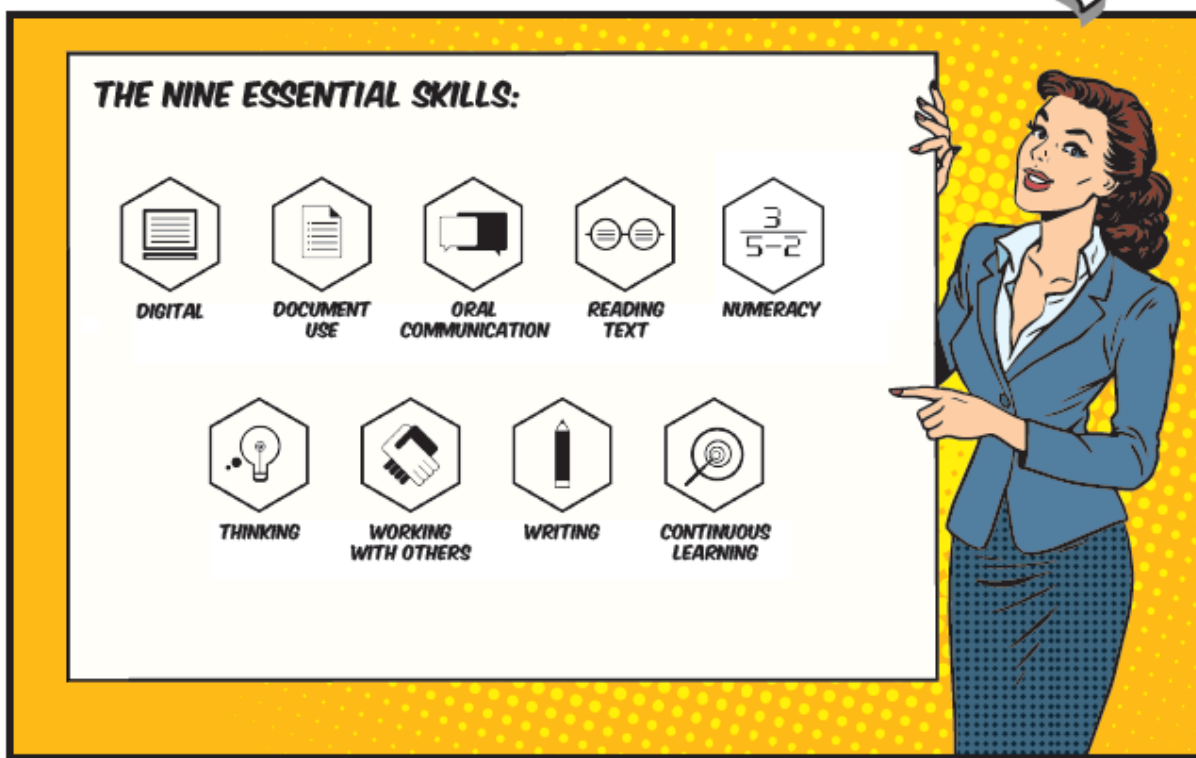 THE NINE ESSENTIAL SKILLS:
3
5-2
DIGITAL
DOCUMENT
USE
ORAL
COMMUNICATION
READING
TEXT
NUMERACY
THINKING
WORKING
WITH OTHERS
WRITING
CONTINUOUS
LEARNING